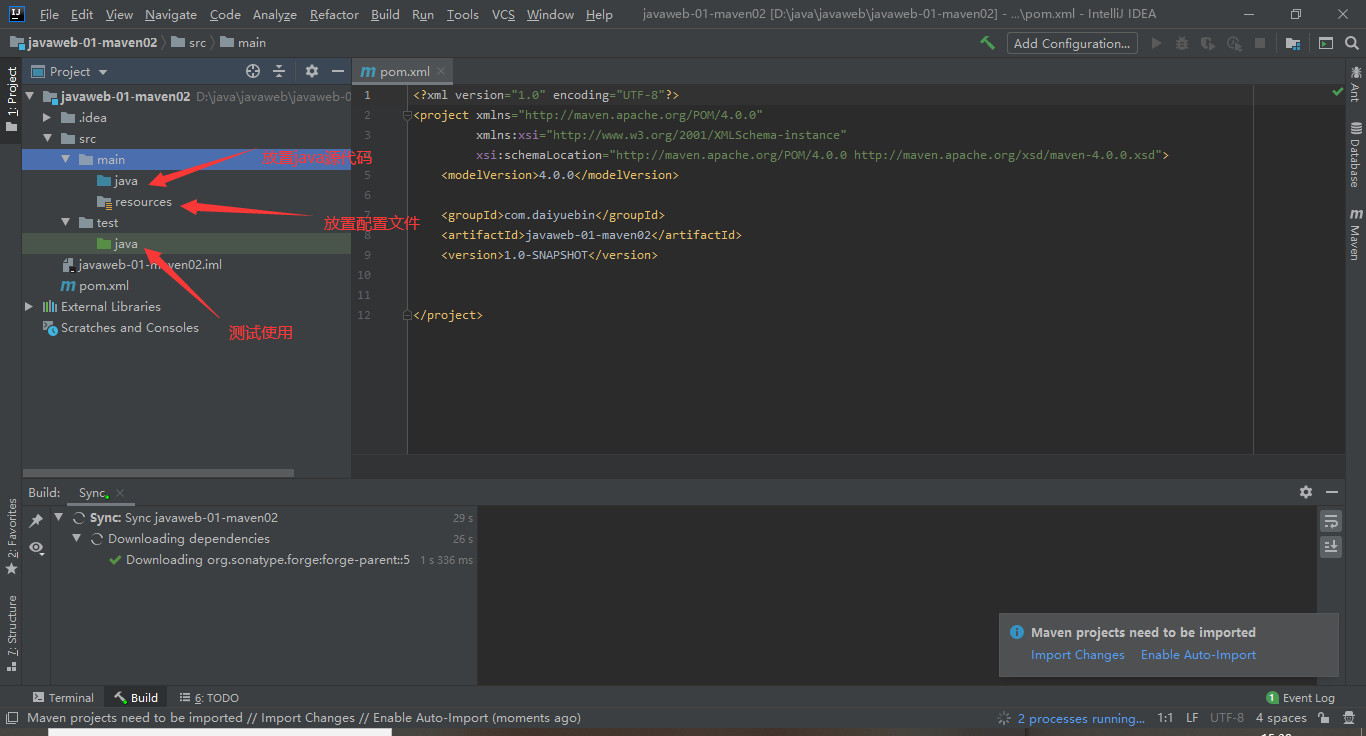 File Edit View Navigate Code Analyze Refactor Build Run Tools VCS Window Help javaweb-01-maven02 [D:\java\javaweb\javaweb-01-maven02] - ...\pom.xml - IntelliJ IDEA
javaweb-01-maven02 src main Add Configuration...
1: Project
Project
pom.xml
Ant
Database
Maven
javaweb-01-maven02 D:\java\javaweb\javaweb-0
.idea
src
main
放置java源代码
java
resources
放置配置文件
test
java
javaweb-01-maven02.iml
pom.xml
External Libraries
Scratches and Consoles
测试使用
1 <?xml version="1.0" encoding="UTF-8"?>
2 <project xmlns="http://maven.apache.org/POM/4.0.0"
3 xmlns:xsi="http://www.w3.org/2001/XMLSchema-instance"
xsi:schemaLocation="http://maven.apache.org/POM/4.0.0 http://maven.apache.org/xsd/maven-4.0.0.xsd">
5 <modelVersion>4.0.0</modelVersion>
6
7 <groupId>com.daiyuebin</groupId>
8 <artifactId>javaweb-01-maven02</artifactId>
9 <version>1.0-SNAPSHOT</version>
10
11
12 </project>
2: Favorites
7: Structure
Build: Sync
Sync: Sync javaweb-01-maven02 29 s
Downloading dependencies 26 s
Downloading org.sonatype.forge:forge-parent::5 1 s 336 ms
Maven projects need to be imported
Import Changes Enable Auto-Import
Terminal Build 6: TODO 1 Event Log
Maven projects need to be imported // Import Changes // Enable Auto-Import (moments ago) 2 processes running... 1:1 LF UTF-8 4 spaces